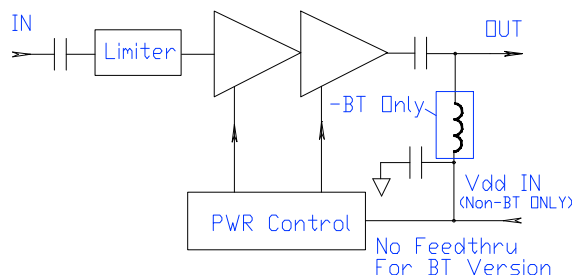 IN
OUT
Limiter
-BT Only
Vdd IN
(Non-BT ONLY)
PWR Control
No Feedthru
For BT Version